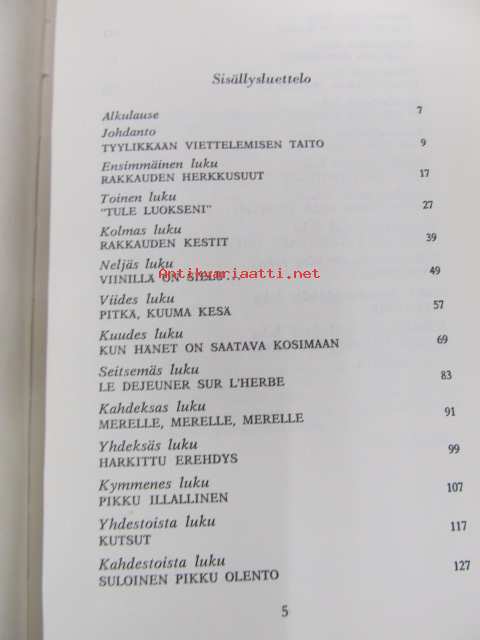 Sisällysluettelo
Alkulause 7
Johdanto
TYYLIKKÄÄN VIETTELEMISEN TAITO 9
Ensimmäinen luku
RAKKAUDEN HERKKUSUUT 17
Toinen luku
"TULE LUOKSENI" 27
Kolmas luku
RAKKAUDEN KESTIT 39
Neljäs luku
Antikvariaatti.net
VIINILLÄ ON SIELU... 49
Viides luku
PITKÄ, KUUMA KESÄ 57
Kuudes luku
KUN HÄNET ON SAATAVA KOSIMAAN 69
Seitsemäs luku
LE DEJEUNER SUR L'HERBE 83
Kahdeksas luku
MERELLE, MERELLE, MERELLE 91
Yhdeksäs luku
HARKITTU EREHDYS 99
Kymmenes luku
PIKKU ILLALLINEN 107
Yhdestoista luku
KUTSUT 117
Kahdestoista luku
SULOINEN PIKKU OLENTO 127
5